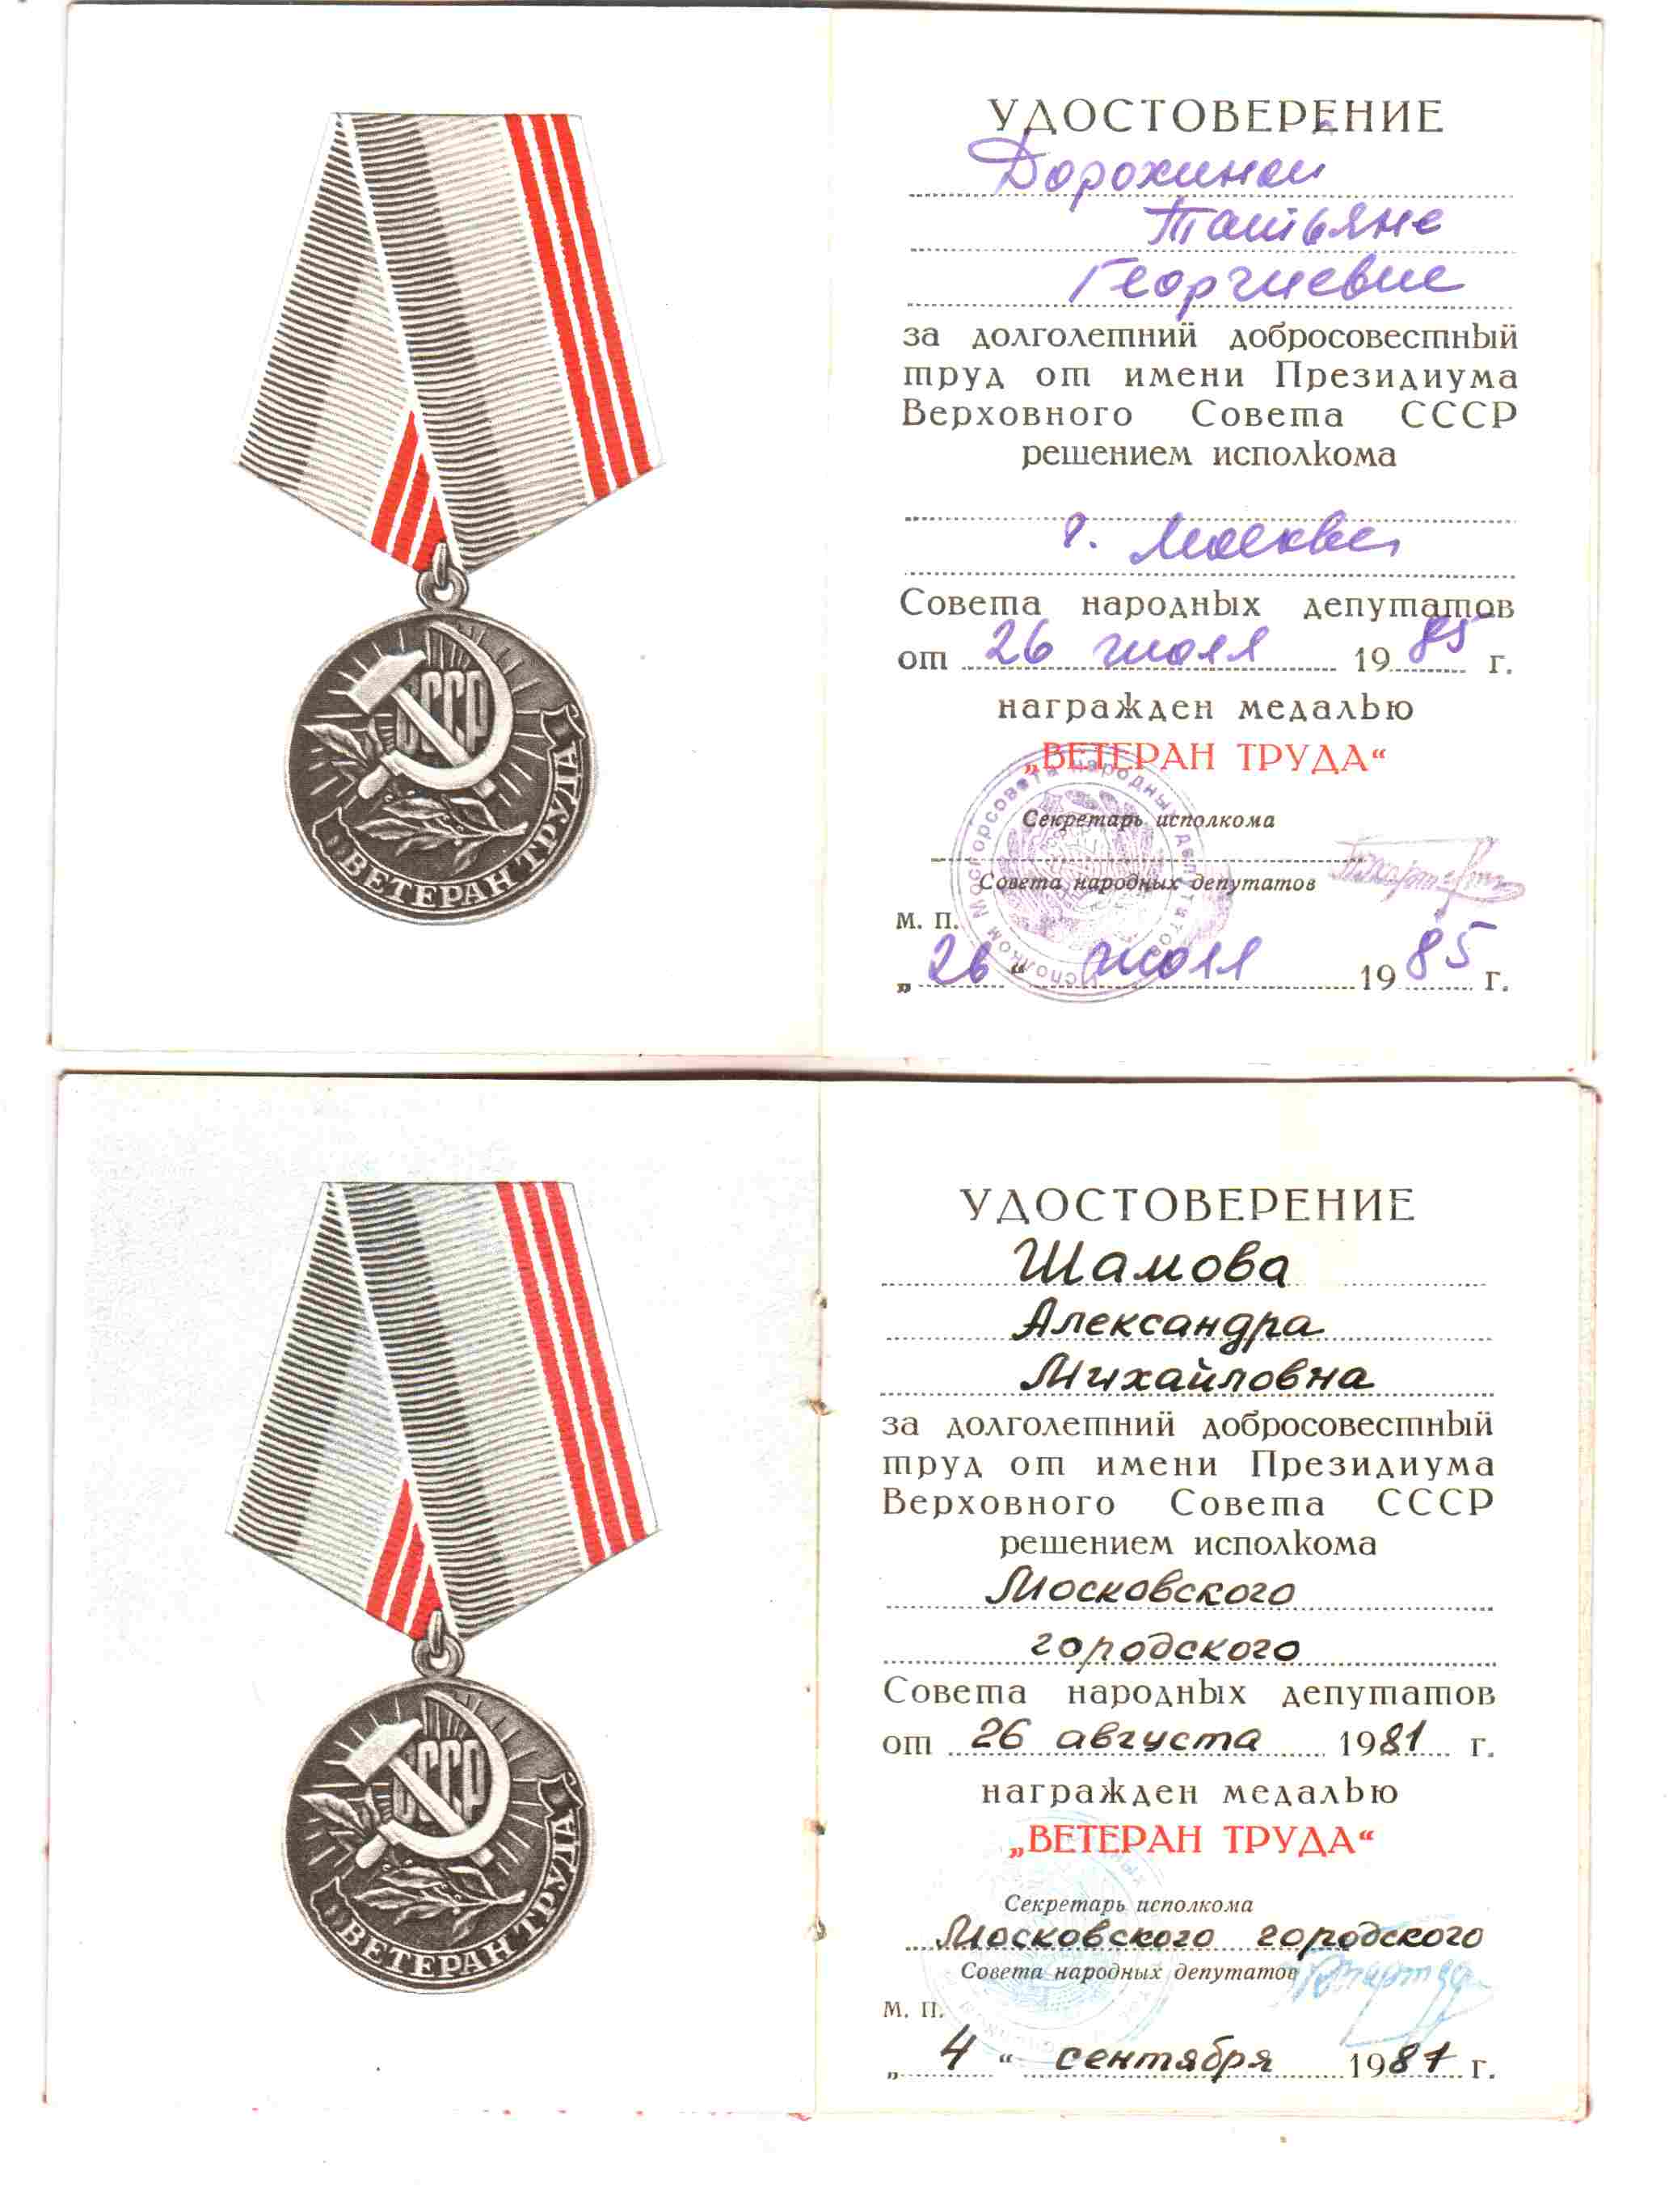 УДОСТОВЕРЕНИЕ
Дорохиной
Татьяне
Георгиевне
за долголетний добросовестный
труд от имени Президиума
Верховного Совета СССР
решением исполкома
г. Москвы
Совета народных депутатов
от 26 июля 1985 г.
награжден медалью
„ВЕТЕРАН ТРУДА“
Секретарь исполкома
Совета народных депутатов
М. П.
„26“ июля 1985 г.
Исполком Мосгорсовета народных депутатов
СССР
ВЕТЕРАН ТРУДА
УДОСТОВЕРЕНИЕ
Шамова
Александра
Михайловна
за долголетний добросовестный
труд от имени Президиума
Верховного Совета СССР
решением исполкома
Московского
городского
Совета народных депутатов
от 26 августа 1981 г.
награжден медалью
„ВЕТЕРАН ТРУДА“
Секретарь исполкома
Московского городского
Совета народных депутатов
М. П.
„4“ сентября 1981 г.
СССР
ВЕТЕРАН ТРУДА